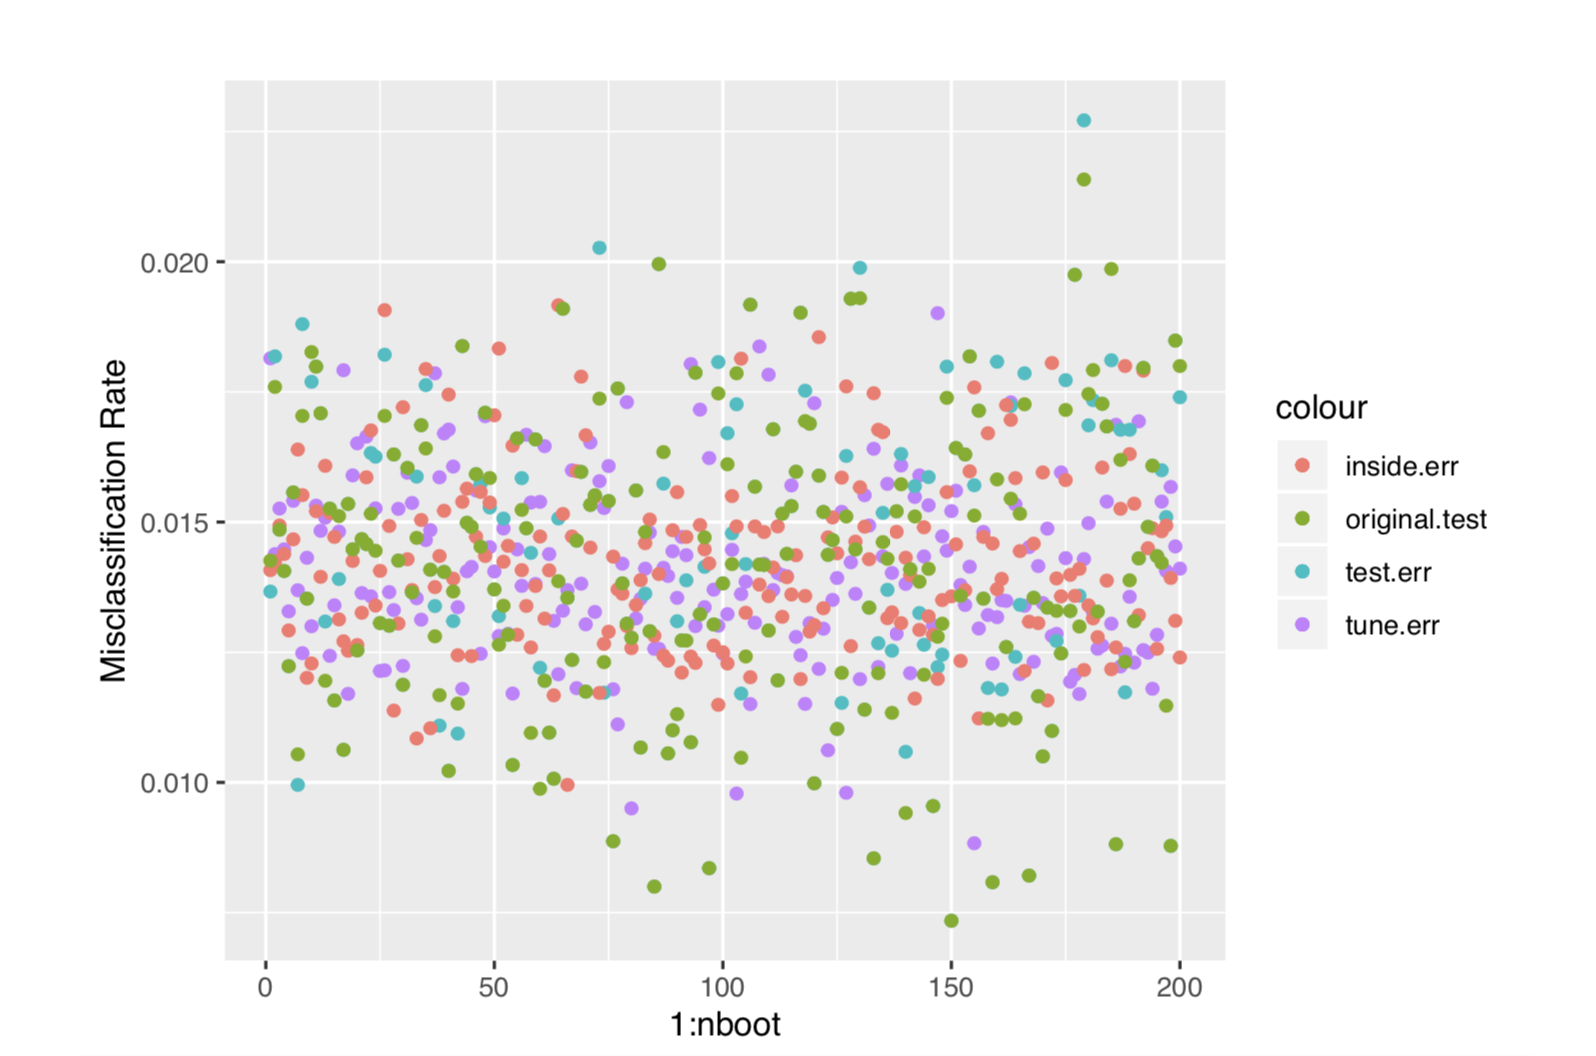 Misclassification Rate
0.020
0.015
0.010
0 50 100 150 200
1:nboot
colour
inside.err
original.test
test.err
tune.err